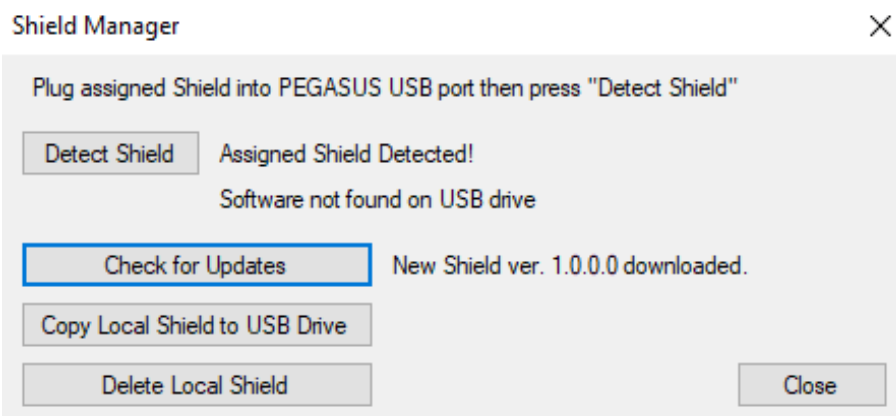 Shield Manager
Plug assigned Shield into PEGASUS USB port then press "Detect Shield"
Detect Shield
Assigned Shield Detected!
Software not found on USB drive
Check for Updates
New Shield ver. 1.0.0.0 downloaded.
Copy Local Shield to USB Drive
Delete Local Shield
Close